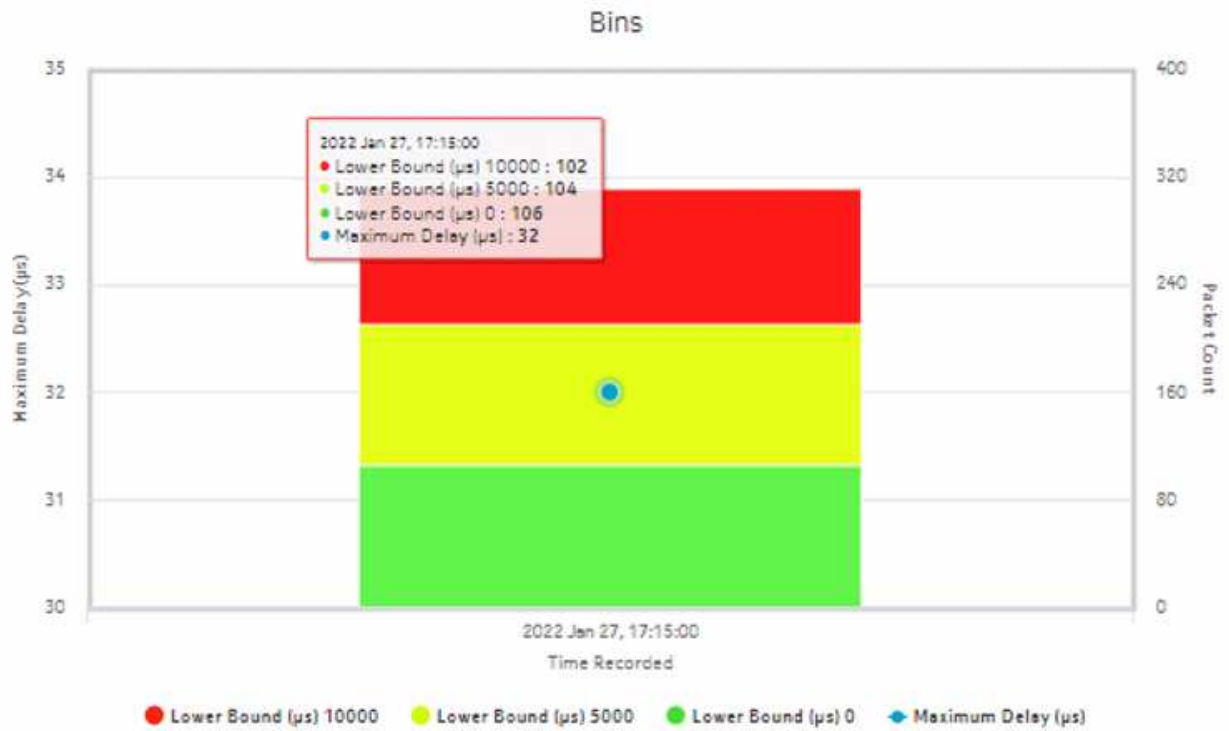 Bins
35
34
33
32
31
30
Maximum Delay(µs)
2022 Jan 27, 17:15:00
Lower Bound (µs) 10000 : 102
Lower Bound (µs) 5000 : 104
Lower Bound (µs) 0 : 106
Maximum Delay (µs) : 32
400
320
240
160
80
0
Packet Count
2022 Jan 27, 17:15:00
Time Recorded
Lower Bound (µs) 10000 Lower Bound (µs) 5000 Lower Bound (µs) 0 Maximum Delay (µs)